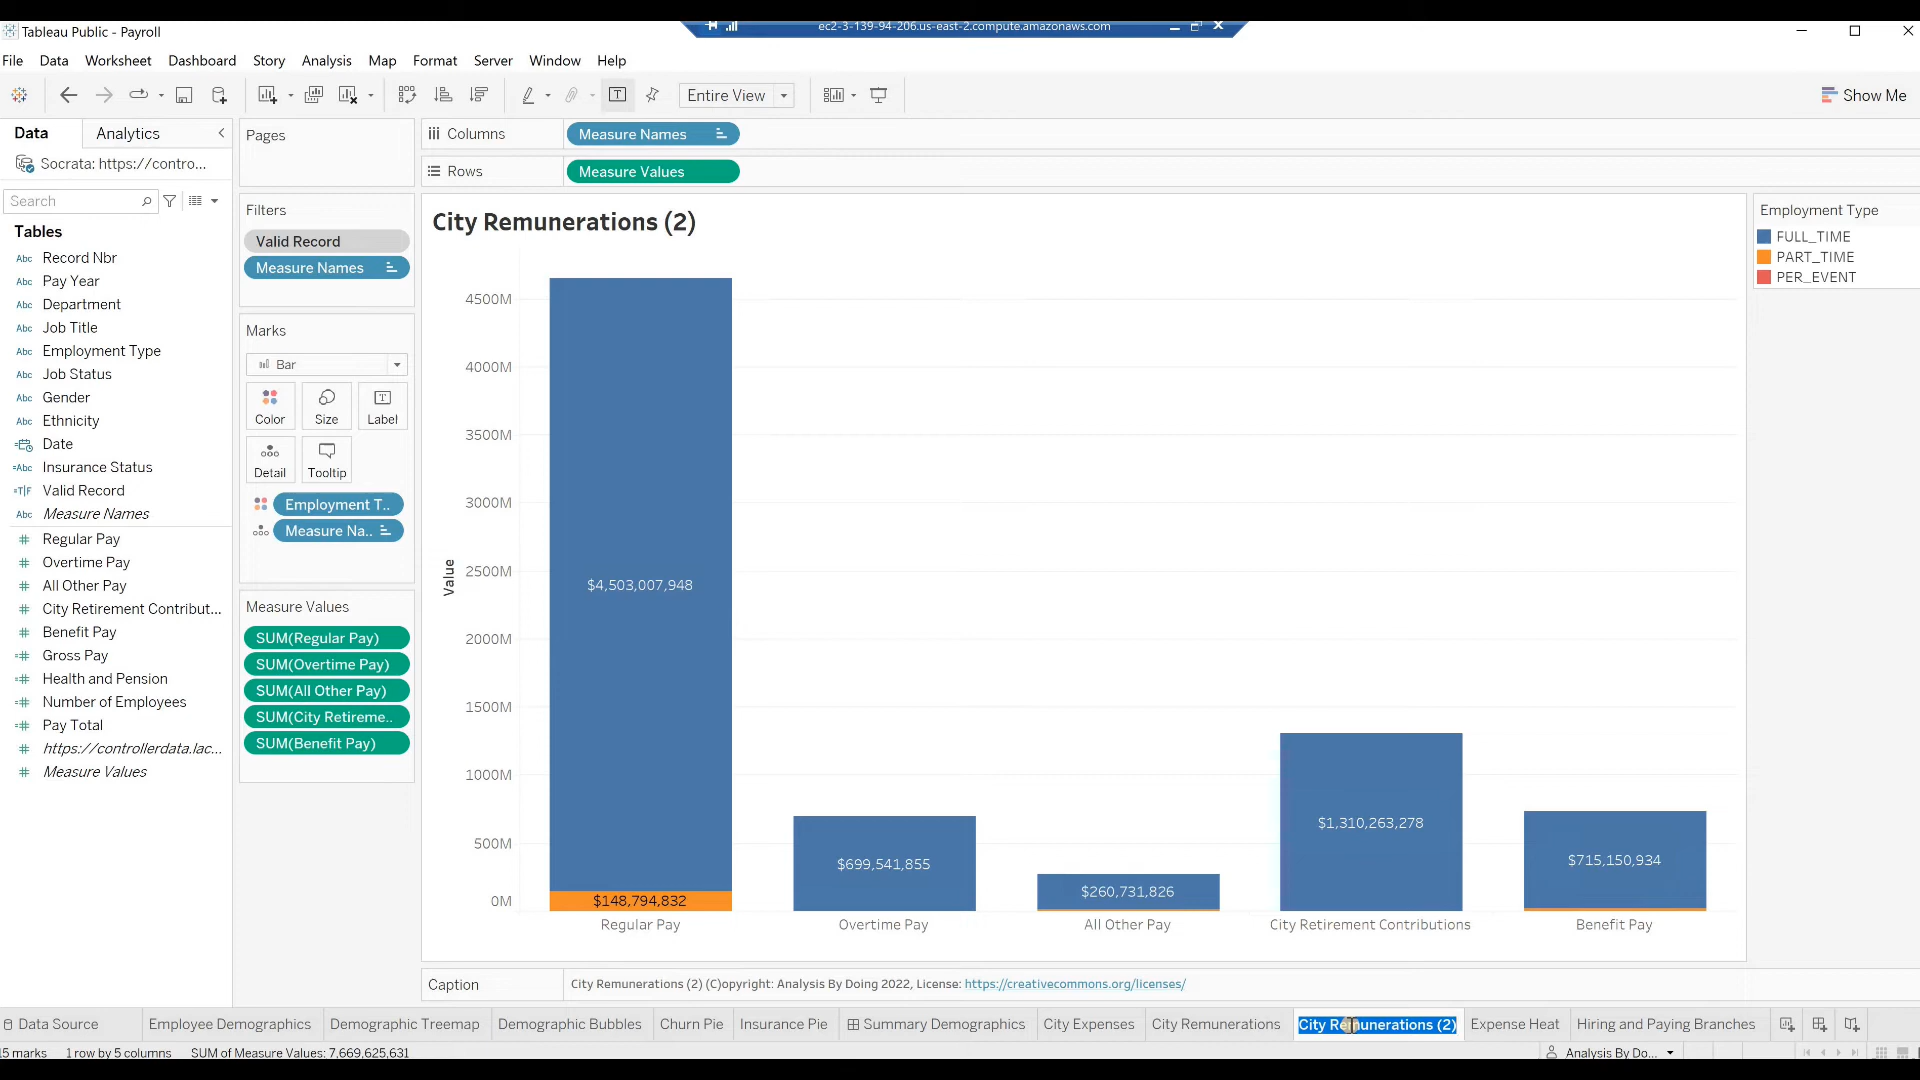 ec2-3-139-94-206.us-east-2.compute.amazonaws.com
Tableau Public - Payroll
File Data Worksheet Dashboard Story Analysis Map Format Server Window Help
Entire View
Show Me
Data Analytics
Socrata: https://contro...
Search
Tables
Abc Record Nbr
Abc Pay Year
Abc Department
Abc Job Title
Abc Employment Type
Abc Job Status
Abc Gender
Abc Ethnicity
Date
=Abc Insurance Status
=T|F Valid Record
Abc Measure Names
# Regular Pay
# Overtime Pay
# All Other Pay
# City Retirement Contribut...
# Benefit Pay
=# Gross Pay
=# Health and Pension
=# Number of Employees
=# Pay Total
# https://controllerdata.lac...
# Measure Values
Pages
Filters
Valid Record
Measure Names
Marks
Bar
Color Size Label
Detail Tooltip
Employment T..
Measure Na..
Measure Values
SUM(Regular Pay)
SUM(Overtime Pay)
SUM(All Other Pay)
SUM(City Retireme..
SUM(Benefit Pay)
Columns
Measure Names
Rows
Measure Values
City Remunerations (2)
Value
4500M
4000M
3500M
3000M
2500M
2000M
1500M
1000M
500M
0M
$4,503,007,948
$148,794,832
$699,541,855
$260,731,826
$1,310,263,278
$715,150,934
Regular Pay
Overtime Pay
All Other Pay
City Retirement Contributions
Benefit Pay
Employment Type
FULL_TIME
PART_TIME
PER_EVENT
Caption
City Remunerations (2) (C)opyright: Analysis By Doing 2022, License: https://creativecommons.org/licenses/
Data Source Employee Demographics Demographic Treemap Demographic Bubbles Churn Pie Insurance Pie Summary Demographics City Expenses City Remunerations City Remunerations (2) Expense Heat Hiring and Paying Branches
15 marks 1 row by 5 columns SUM of Measure Values: 7,669,625,631
Analysis By Do...